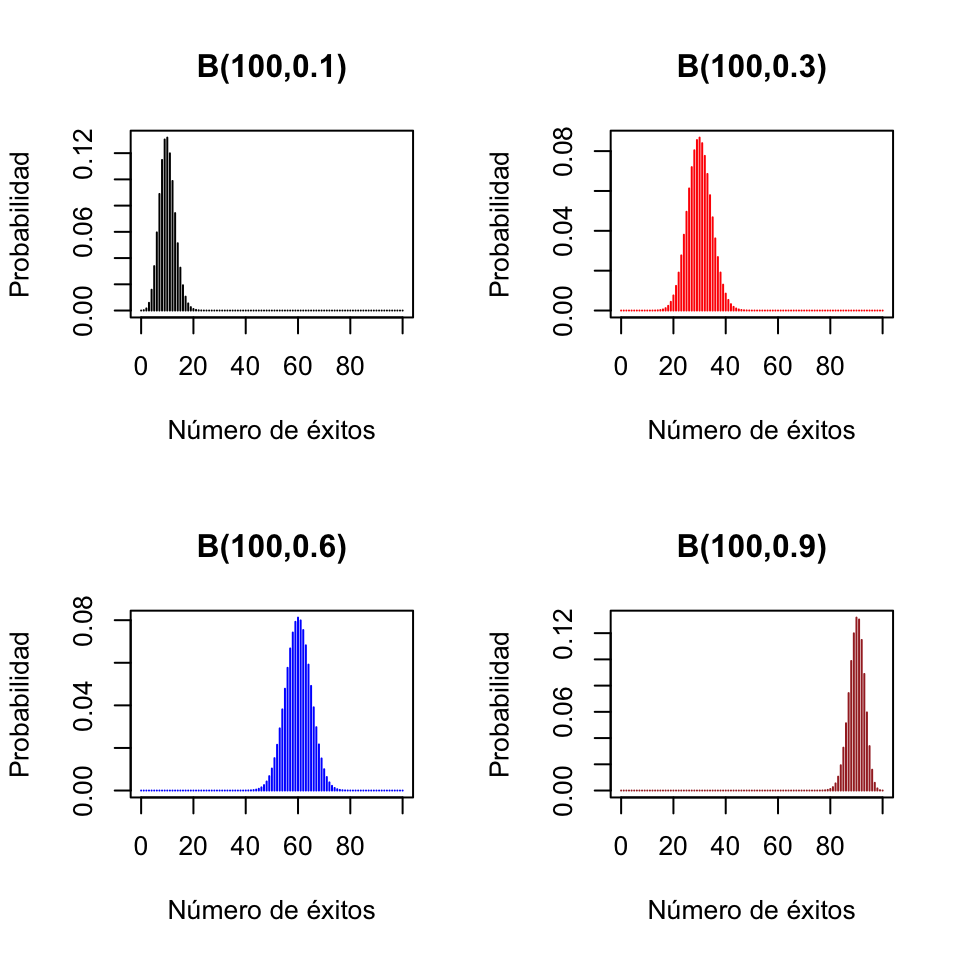 B(100,0.1)
Probabilidad
0.00 0.06 0.12
0 20 40 60 80
Número de éxitos
B(100,0.3)
Probabilidad
0.00 0.04 0.08
0 20 40 60 80
Número de éxitos
B(100,0.6)
Probabilidad
0.00 0.04 0.08
0 20 40 60 80
Número de éxitos
B(100,0.9)
Probabilidad
0.00 0.06 0.12
0 20 40 60 80
Número de éxitos